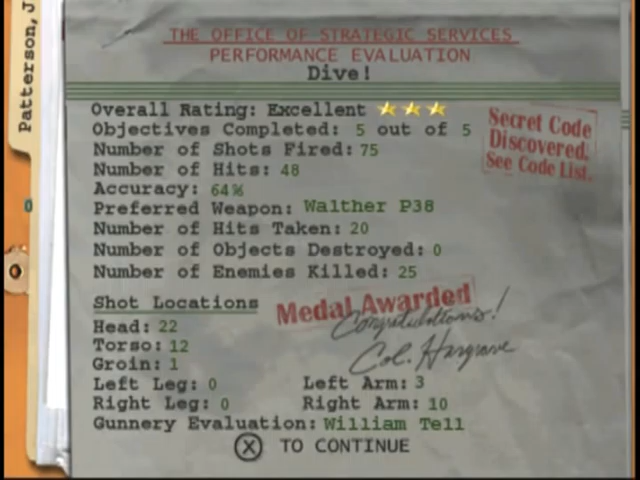 Patterson, J
THE OFFICE OF STRATEGIC SERVICES
PERFORMANCE EVALUATION
Dive!
Overall Rating: Excellent
Objectives Completed: 5 out of 5
Number of Shots Fired: 75
Number of Hits: 48
Accuracy: 64%
Preferred Weapon: Walther P38
Number of Hits Taken: 20
Number of Objects Destroyed: 0
Number of Enemies Killed: 25
Secret Code
Discovered.
See Code List.
Shot Locations
Medal Awarded
Congratulations!
Col. Hargrove
Head: 22
Torso: 12
Groin: 1
Left Leg: 0 Left Arm: 3
Right Leg: 0 Right Arm: 10
Gunnery Evaluation: William Tell
X TO CONTINUE